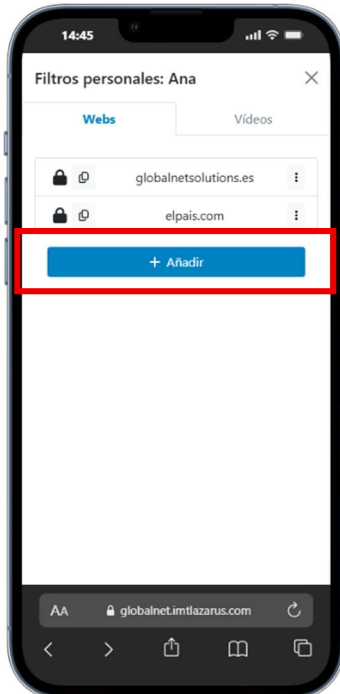 14:45
Filtros personales: Ana
Webs
Vídeos
globalnetsolutions.es
elpais.com
+ Añadir
AA
globalnet.imtlazarus.com